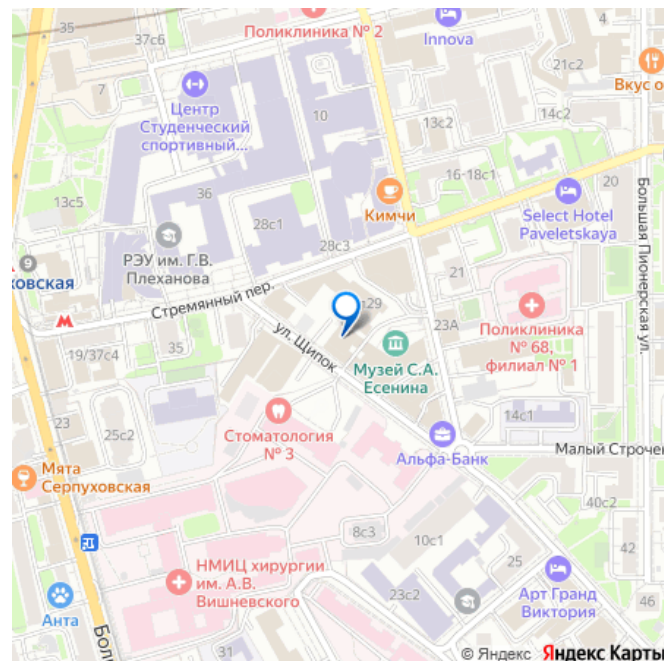 35
37с6
Поликлиника № 2
Innova
21с2
Вкус о
7
Центр
Студенческий
спортивный...
10
13с2
14с2
16-18с1
20
Кимчи
Select Hotel
Paveletskaya
Большая Пионерская ул.
13с5
36
28с1
28с3
РЭУ им. Г.В.
Плеханова
9
ховская
Стремянный пер.
29
21
23А
Поликлиника
№ 68,
филиал № 1
19/37с4
35
ул. Щипок
Музей С.А.
Есенина
23
25с2
Стоматология
№ 3
14с1
Альфа-Банк
Малый Строчен
Мята
Серпуховская
40с2
8с3
10с1
42
25
НМИЦ хирургии
им. А.В.
Вишневского
23с2
Арт Гранд
Виктория
46
Анта
Боль
31
© Яндекс Яндекс Карты